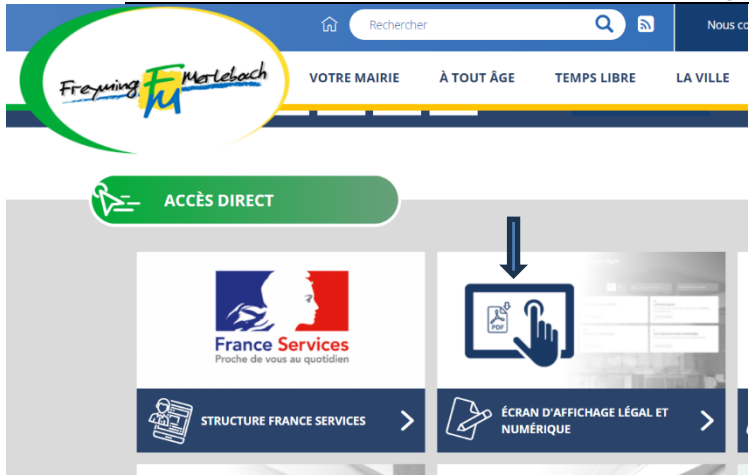 Rechercher
Nous co
Freyming Merlebach
FM
VOTRE MAIRIE
À TOUT ÂGE
TEMPS LIBRE
LA VILLE
ACCÈS DIRECT
France Services
Proche de vous au quotidien
PDF
STRUCTURE FRANCE SERVICES
ÉCRAN D'AFFICHAGE LÉGAL ET
NUMÉRIQUE